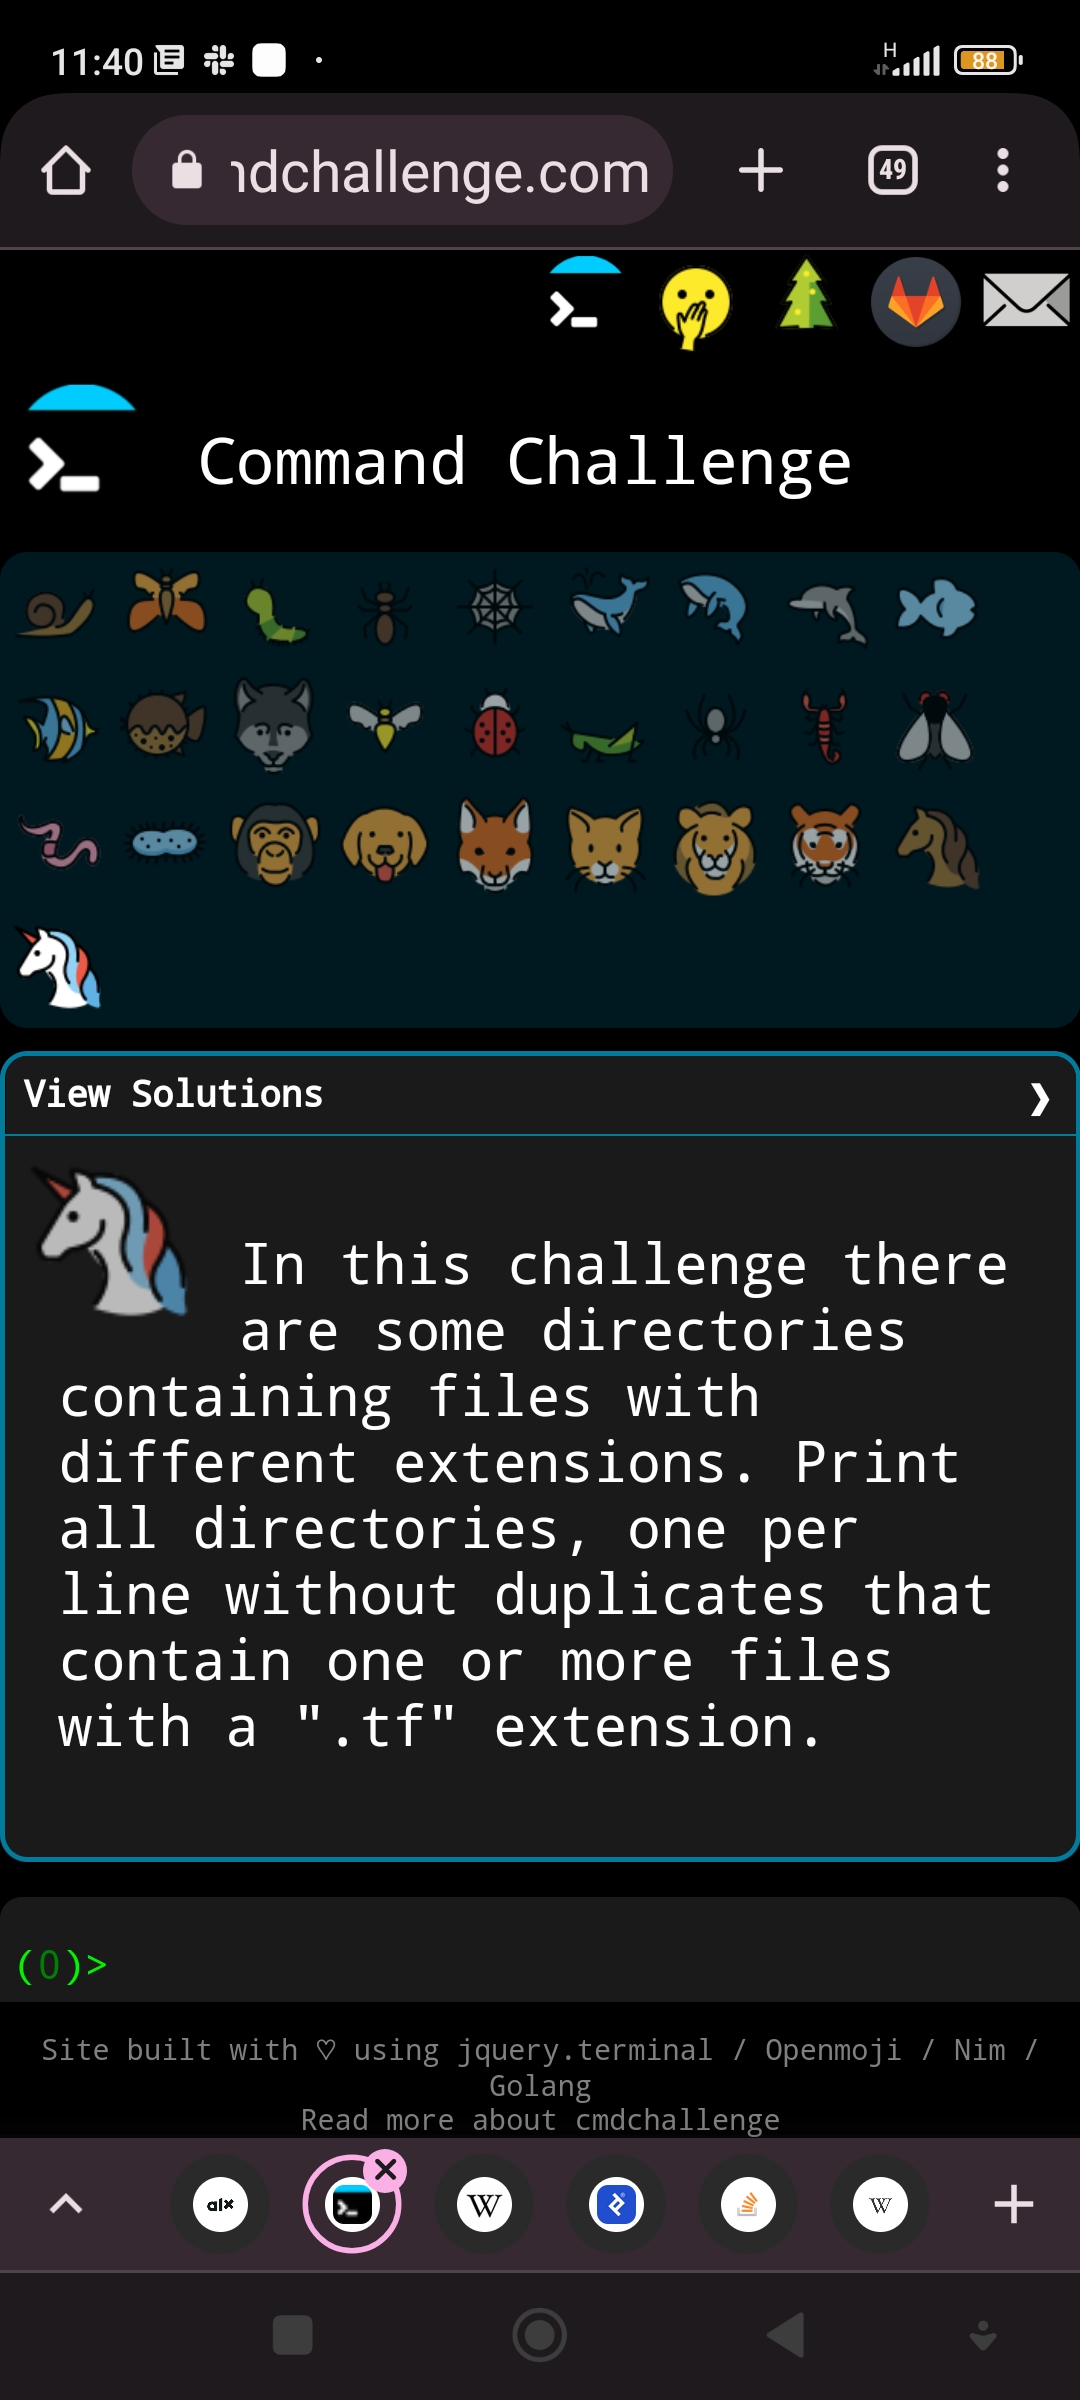 11:40
H
88
ndchallenge.com
49
Command Challenge
View Solutions
In this challenge there
are some directories
containing files with
different extensions. Print
all directories, one per
line without duplicates that
contain one or more files
with a ".tf" extension.
(0)>
Site built with ♡ using jquery.terminal / Openmoji / Nim /
Golang
Read more about cmdchallenge
alx
W
W